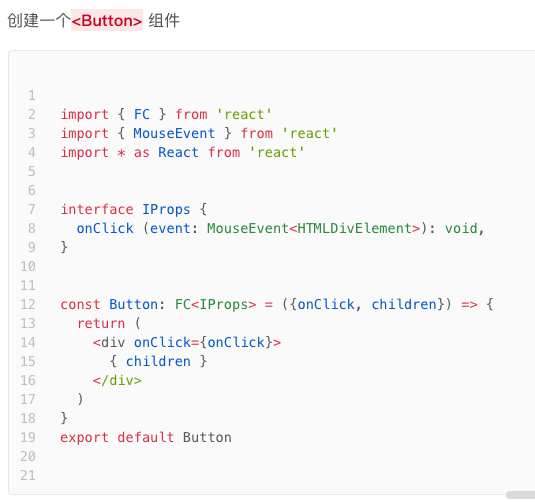 创建一个<Button> 组件
1
2 import { FC } from 'react'
3 import { MouseEvent } from 'react'
4 import * as React from 'react'
5
6
7 interface IProps {
8   onClick (event: MouseEvent<HTMLDivElement>): void,
9 }
10
11
12 const Button: FC<IProps> = ({onClick, children}) => {
13   return (
14     <div onClick={onClick}>
15       { children }
16     </div>
17   )
18 }
19 export default Button
20
21